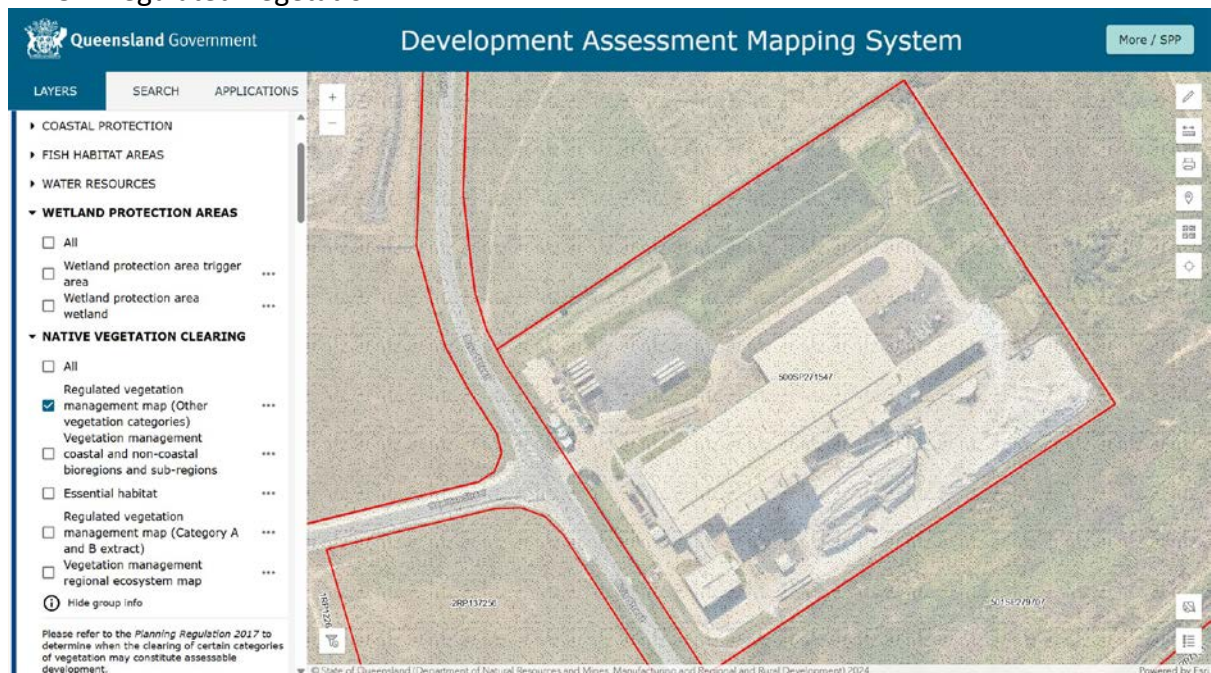 Queensland Government
Development Assessment Mapping System
More / SPP
LAYERS
SEARCH
APPLICATIONS
COASTAL PROTECTION
FISH HABITAT AREAS
WATER RESOURCES
WETLAND PROTECTION AREAS
All
Wetland protection area trigger
area
Wetland protection area
wetland
NATIVE VEGETATION CLEARING
All
Regulated vegetation
management map (Other
vegetation categories)
Vegetation management
coastal and non-coastal
bioregions and sub-regions
Essential habitat
Regulated vegetation
management map (Category A
and B extract)
Vegetation management
regional ecosystem map
Hide group info
Please refer to the Planning Regulation 2017 to
determine when the clearing of certain categories
of vegetation may constitute assessable
development.
500SP271547
2RP137256
501SP279707
© State of Queensland (Department of Natural Resources and Mines, Manufacturing and Regional and Rural Development) 2024
Powered by Esri